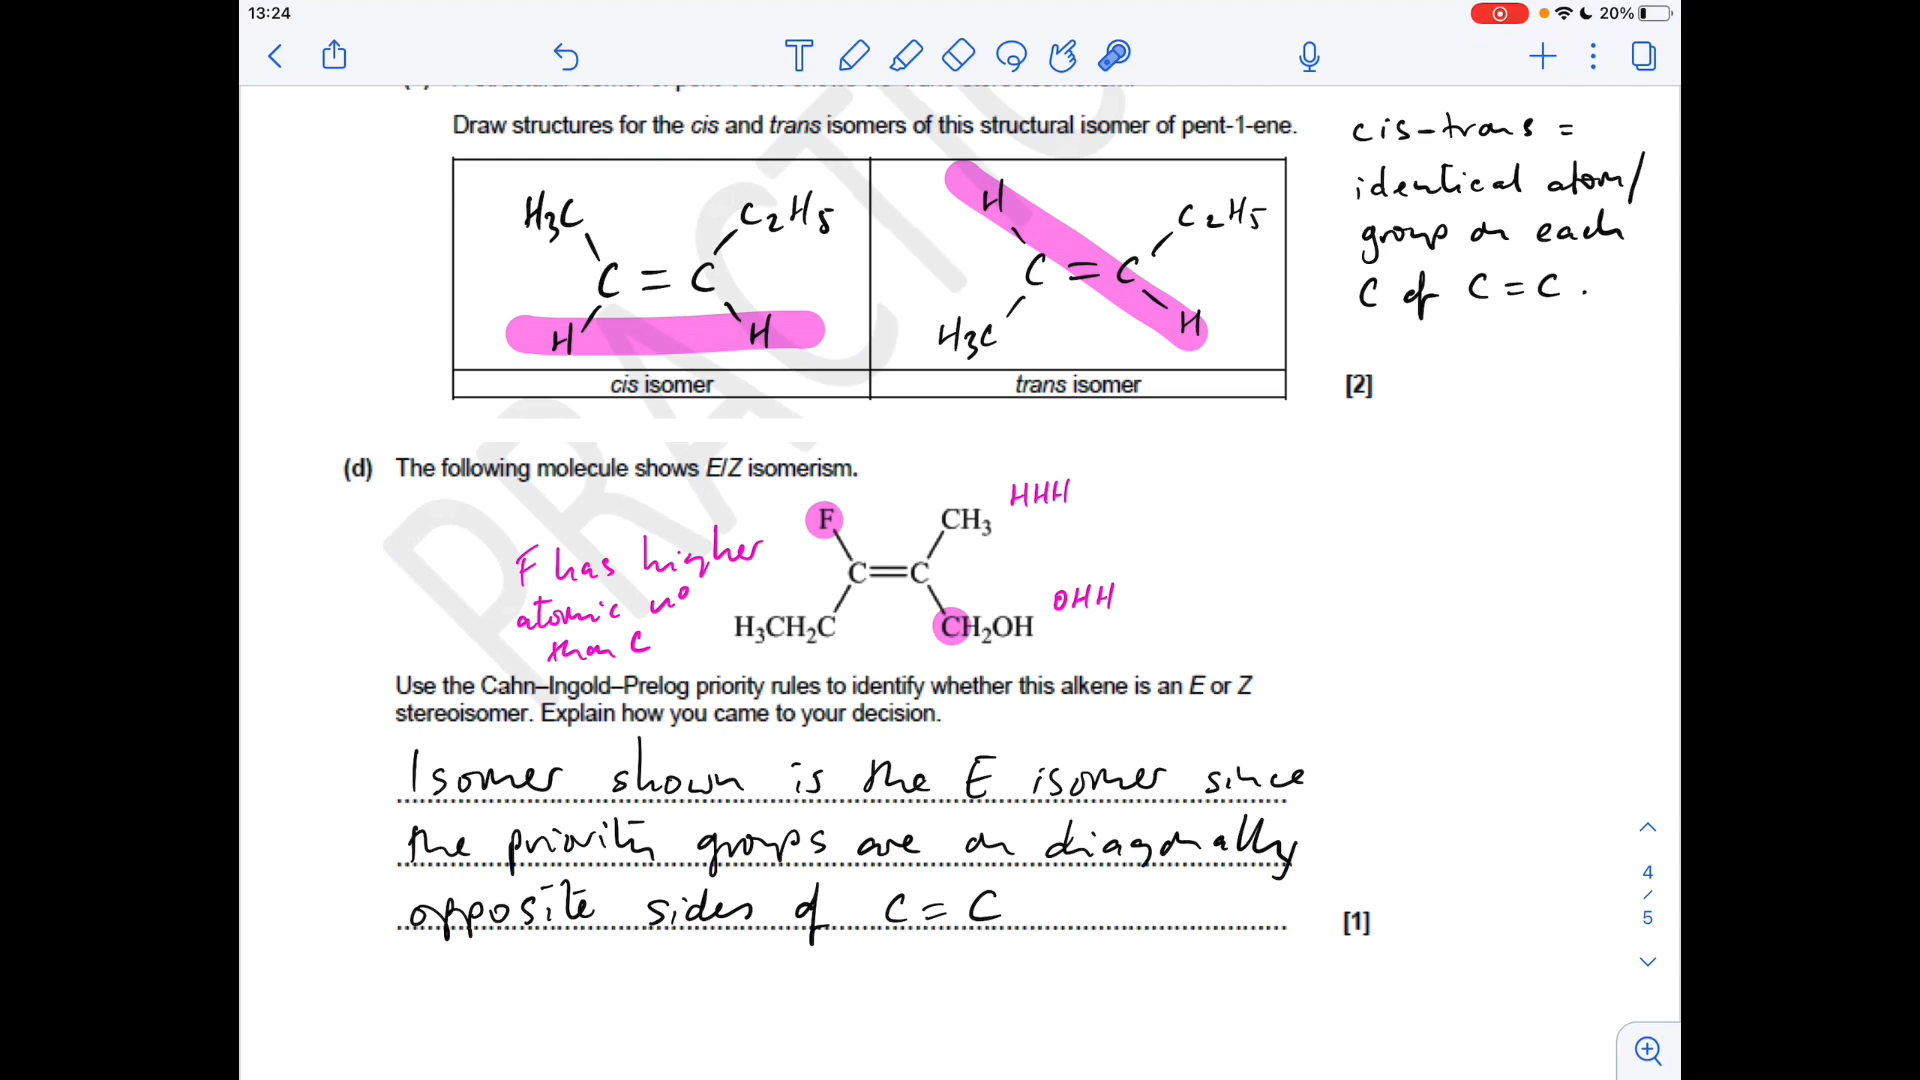 13:24
20%
Draw structures for the cis and trans isomers of this structural isomer of pent-1-ene.
cis-trans =
identical atom/
group on each
C of C=C.
H3C C2H5
C = C
H H
H C2H5
C = C
H3C H
cis isomer
trans isomer
[2]
PRACTIC
(d) The following molecule shows E/Z isomerism.
HHH
F CH₃
F has higher
atomic no
than C
C=C
OHH
H₃CH₂C CH₂OH
Use the Cahn–Ingold–Prelog priority rules to identify whether this alkene is an E or Z
stereoisomer. Explain how you came to your decision.
Isomer shown is the E isomer since
the priority groups are on diagonally
opposite sides of C=C
[1]
4
/
5